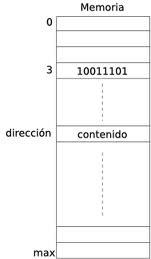 Memoria
0
3 10011101
dirección contenido
max